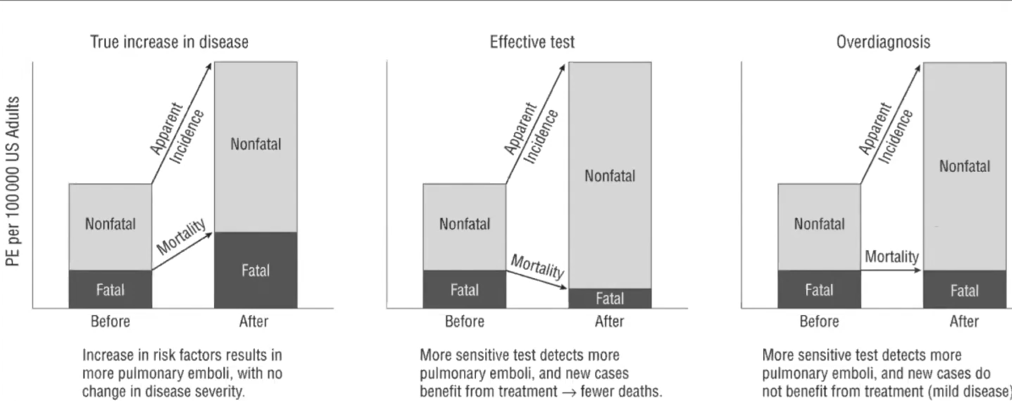 True increase in disease
Effective test
Overdiagnosis
PE per 100 000 US Adults
Nonfatal
Fatal
Apparent
Incidence
Mortality
Nonfatal
Fatal
Before
After
Increase in risk factors results in
more pulmonary emboli, with no
change in disease severity.
Nonfatal
Fatal
Apparent
Incidence
Mortality
Nonfatal
Fatal
Before
After
More sensitive test detects more
pulmonary emboli, and new cases
benefit from treatment → fewer deaths.
Nonfatal
Fatal
Apparent
Incidence
Mortality
Nonfatal
Fatal
Before
After
More sensitive test detects more
pulmonary emboli, and new cases do
not benefit from treatment (mild disease)